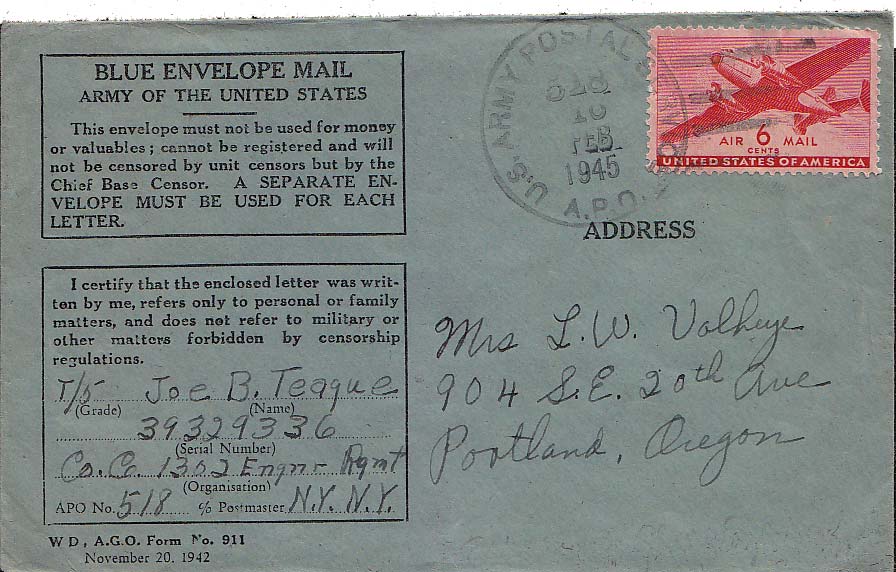 BLUE ENVELOPE MAIL
ARMY OF THE UNITED STATES
This envelope must not be used for money
or valuables; cannot be registered and will
not be censored by unit censors but by the
Chief Base Censor. A SEPARATE EN-
VELOPE MUST BE USED FOR EACH
LETTER.
I certify that the enclosed letter was writ-
ten by me, refers only to personal or family
matters, and does not refer to military or
other matters forbidden by censorship
regulations.
T/5 Joe B. Teague
(Grade) (Name)
39329336
(Serial Number)
Co. C. Engnr Rgmt
(Organisation)
APO No. 518 c/o Postmaster N.Y. N.Y.
W D, A.G.O. Form No. 911
November 20, 1942
U.S. ARMY POSTAL
10
FEB
1945
A.P.O.
AIR 6 MAIL
CENTS
UNITED STATES OF AMERICA
ADDRESS
Mrs L.W. Volheye
904 S.E. 20th Ave
Portland, Oregon